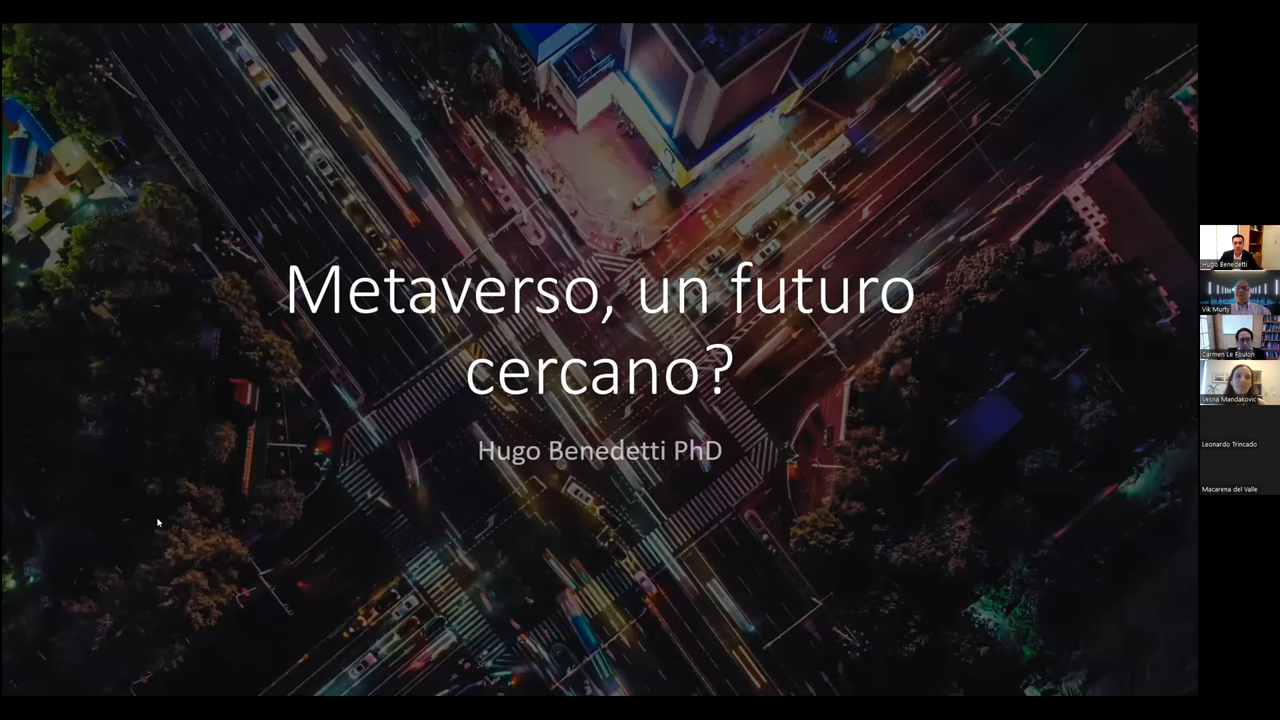 Metaverso, un futuro
cercano?
Hugo Benedetti PhD
Hugo Benedetti
Vik Murty
Carmen Le Foulon
Vesna Mandakovic
Leonardo Trincado
Macarena del Valle